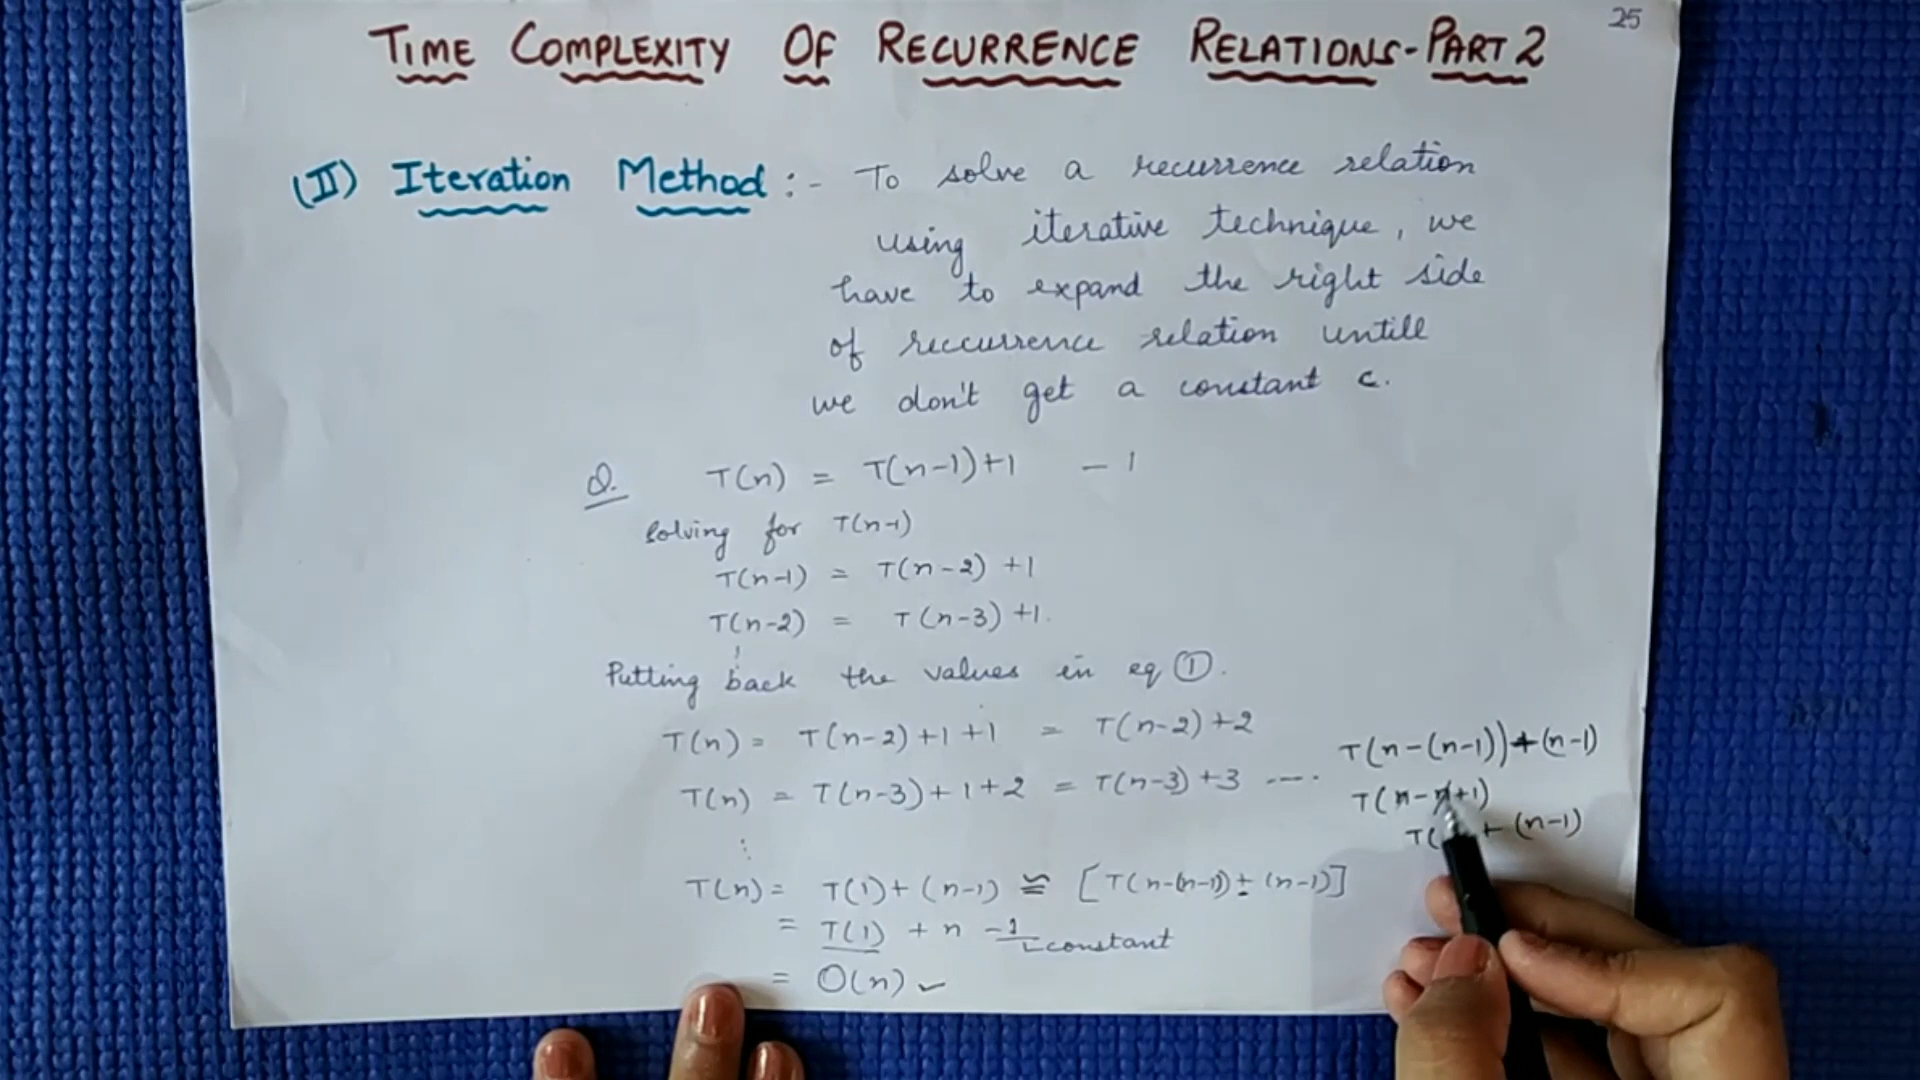 25
TIME COMPLEXITY OF RECURRENCE RELATIONS-PART 2
(II) Iteration Method :- To solve a recurrence relation
using iterative technique, we
have to expand the right side
of reccurrence relation untill
we don't get a constant c.
Q. T(n) = T(n-1)+1 - 1
Solving for T(n-1)
T(n-1) = T(n-2) +1
T(n-2) = T(n-3) +1.
Putting back the values in eq ①.
T(n) = T(n-2)+1+1 = T(n-2)+2
T(n) = T(n-3)+1+2 = T(n-3)+3 ----
⋮
T(n) = T(1)+(n-1) ≌ [T(n-(n-1))+(n-1)]
= T(1) + n -1 constant
= O(n) ✓
T(n-(n-1))+(n-1)
T(n-n+1)
T( + (n-1)